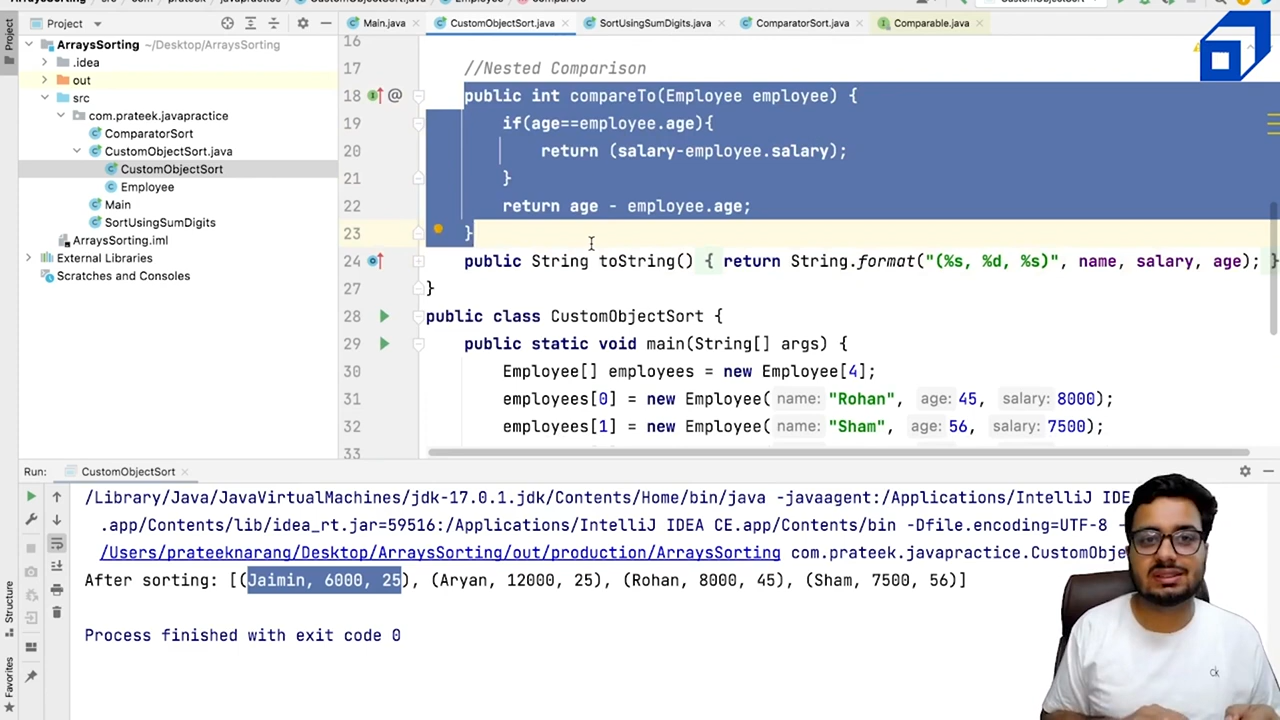 Project
Main.java
CustomObjectSort.java
SortUsingSumDigits.java
ComparatorSort.java
Comparable.java
Project
ArraysSorting ~/Desktop/ArraysSorting
.idea
out
src
com.prateek.javapractice
ComparatorSort
CustomObjectSort.java
CustomObjectSort
Employee
Main
SortUsingSumDigits
ArraysSorting.iml
External Libraries
Scratches and Consoles
16
17 //Nested Comparison
18 @ public int compareTo(Employee employee) {
19 if(age==employee.age){
20 return (salary-employee.salary);
21 }
22 return age - employee.age;
23 }
24 public String toString() { return String.format("(%s, %d, %s)", name, salary, age); }
27 }
28 public class CustomObjectSort {
29 public static void main(String[] args) {
30 Employee[] employees = new Employee[4];
31 employees[0] = new Employee( name: "Rohan", age: 45, salary: 8000);
32 employees[1] = new Employee( name: "Sham", age: 56, salary: 7500);
33
Run: CustomObjectSort
/Library/Java/JavaVirtualMachines/jdk-17.0.1.jdk/Contents/Home/bin/java -javaagent:/Applications/IntelliJ IDE
.app/Contents/lib/idea_rt.jar=59516:/Applications/IntelliJ IDEA CE.app/Contents/bin -Dfile.encoding=UTF-8 -
/Users/prateeknarang/Desktop/ArraysSorting/out/production/ArraysSorting com.prateek.javapractice.CustomObje
After sorting: [(Jaimin, 6000, 25), (Aryan, 12000, 25), (Rohan, 8000, 45), (Sham, 7500, 56)]
Process finished with exit code 0
Structure
Favorites
ck